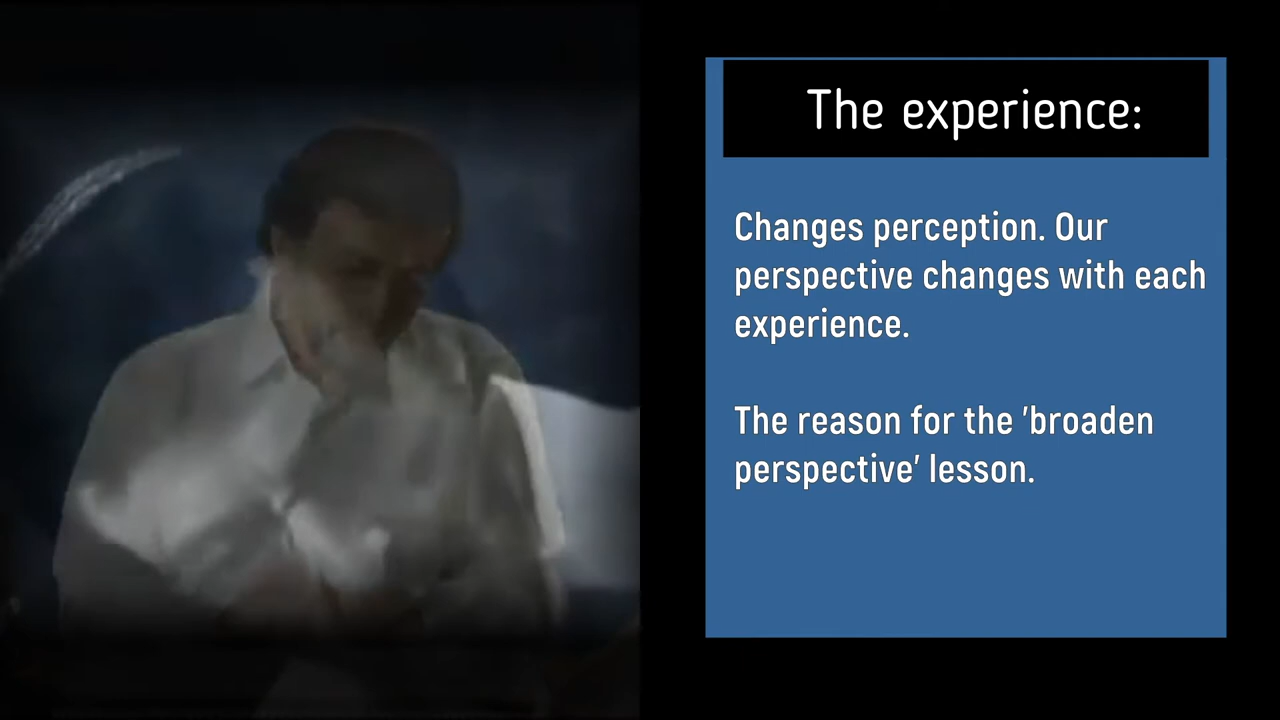 The experience:
Changes perception. Our
perspective changes with each
experience.
The reason for the 'broaden
perspective' lesson.